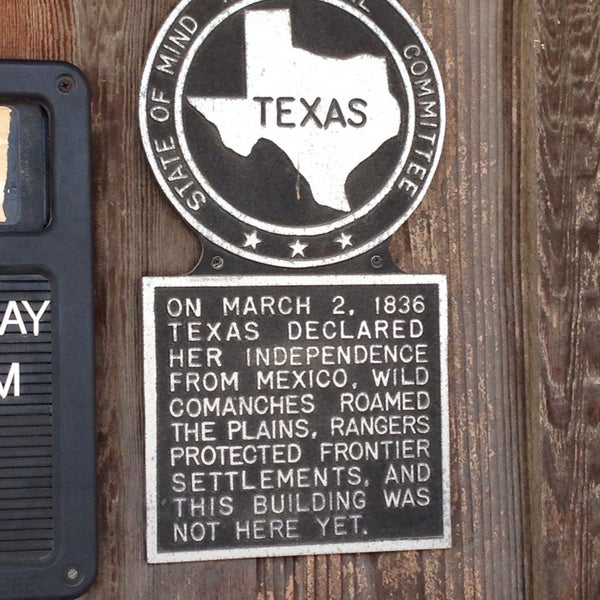 STATE OF MIND
COMMITTEE
TEXAS
ON MARCH 2, 1836
TEXAS DECLARED
HER INDEPENDENCE
FROM MEXICO, WILD
COMANCHES ROAMED
THE PLAINS, RANGERS
PROTECTED FRONTIER
SETTLEMENTS, AND
THIS BUILDING WAS
NOT HERE YET.
AY
M